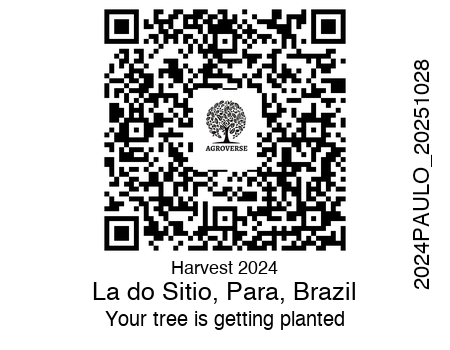 AGROVERSE
Harvest 2024
La do Sitio, Para, Brazil
Your tree is getting planted
2024PAULO_20251028